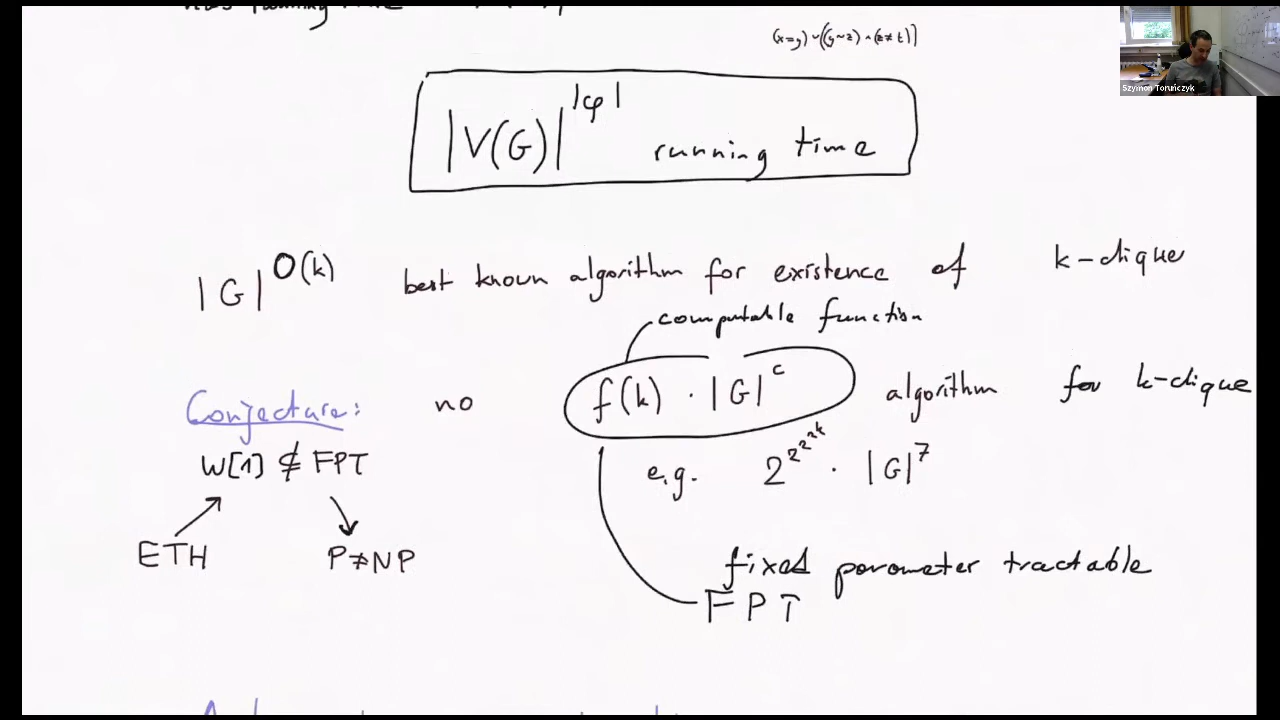 (x=y) ∨ ((y~z) ∧ (z≠t))
Szymon Toruńczyk
|V(G)|^|φ| running time
|G|^O(k) best known algorithm for existence of k-clique
computable function
Conjecture: no f(k) · |G|^c algorithm for k-clique
W[1] ⊄ FPT
e.g. 2^2^2^2^k · |G|^7
ETH P≠NP
fixed parameter tractable
FPT